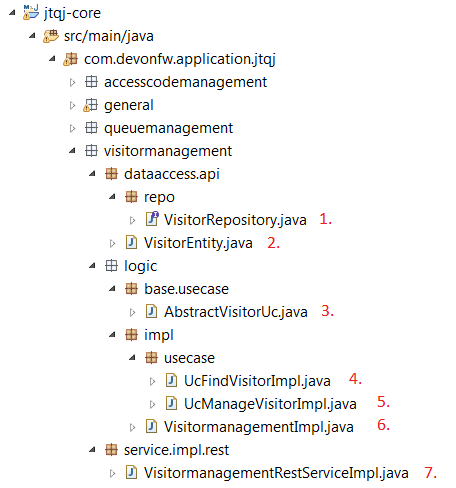 jtqj-core
src/main/java
com.devonfw.application.jtqj
accesscodemanagement
general
queuemanagement
visitormanagement
dataaccess.api
repo
VisitorRepository.java 1.
VisitorEntity.java 2.
logic
base.usecase
AbstractVisitorUc.java 3.
impl
usecase
UcFindVisitorImpl.java 4.
UcManageVisitorImpl.java 5.
VisitormanagementImpl.java 6.
service.impl.rest
VisitormanagementRestServiceImpl.java 7.